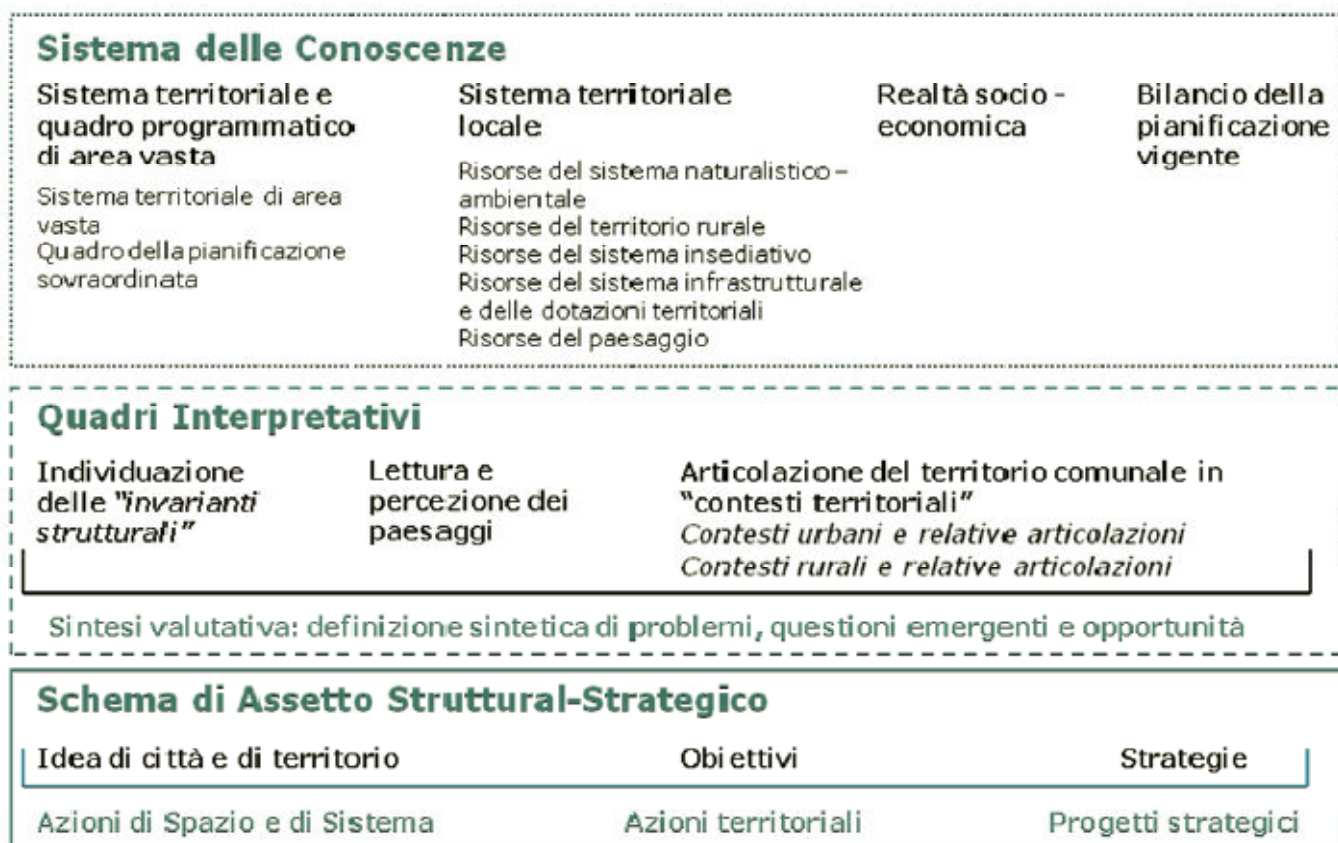 Sistema delle Conoscenze
Sistema territoriale e
quadro programmatico
di area vasta
Sistema territoriale di area
vasta
Quadro della pianificazione
sovraordinata
Sistema territoriale
locale
Risorse del sistema naturalistico –
ambientale
Risorse del territorio rurale
Risorse del sistema insediativo
Risorse del sistema infrastrutturale
e delle dotazioni territoriali
Risorse del paesaggio
Realtà socio -
economica
Bilancio della
pianificazione
vigente
Quadri Interpretativi
Individuazione
delle "invarianti
strutturali"
Lettura e
percezione dei
paesaggi
Articolazione del territorio comunale in
"contesti territoriali"
Contesti urbani e relative articolazioni
Contesti rurali e relative articolazioni
Sintesi valutativa: definizione sintetica di problemi, questioni emergenti e opportunità
Schema di Assetto Struttural-Strategico
Idea di città e di territorio
Obiettivi
Strategie
Azioni di Spazio e di Sistema
Azioni territoriali
Progetti strategici